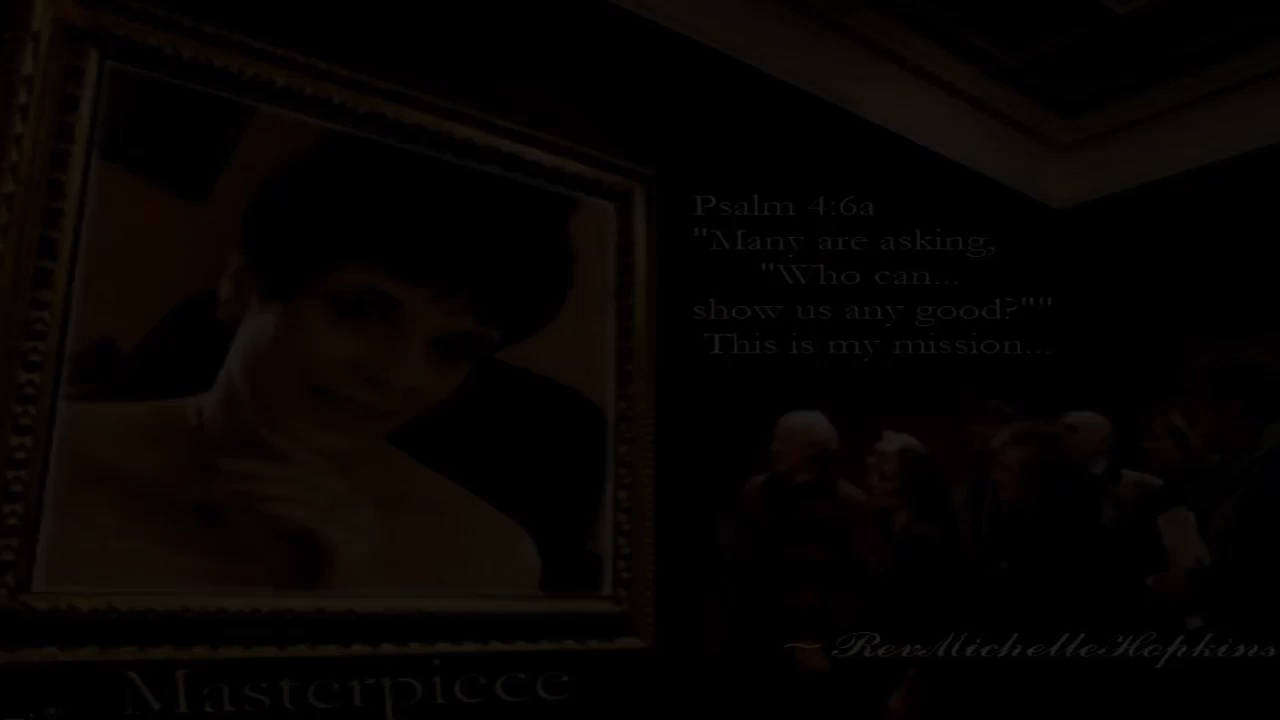 Psalm 4:6a
"Many are asking,
"Who can...
show us any good?""
This is my mission...
~ RevMichelleHopkins
... Masterpiece